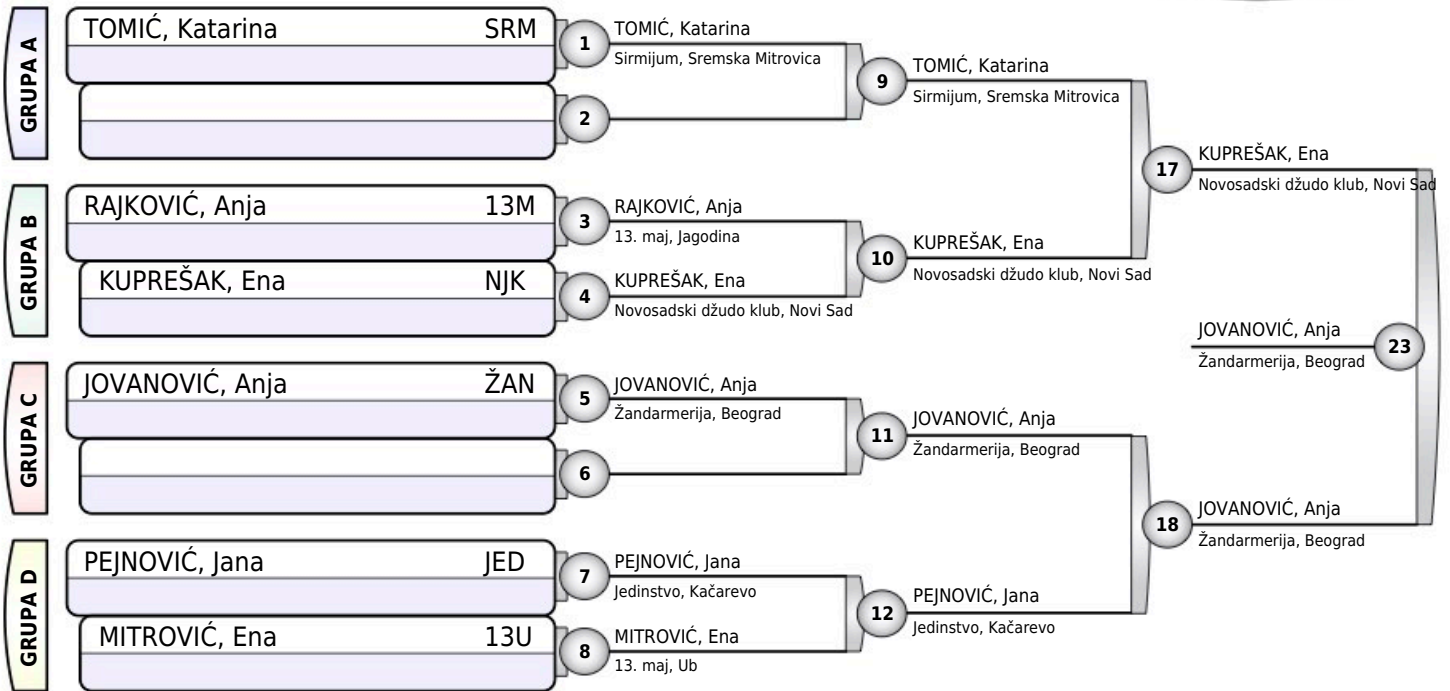 GRUPA A
TOMIĆ, Katarina SRM
1
TOMIĆ, Katarina
Sirmijum, Sremska Mitrovica
2
9
TOMIĆ, Katarina
Sirmijum, Sremska Mitrovica
GRUPA B
RAJKOVIĆ, Anja 13M
3
RAJKOVIĆ, Anja
13. maj, Jagodina
KUPREŠAK, Ena NJK
4
KUPREŠAK, Ena
Novosadski džudo klub, Novi Sad
10
KUPREŠAK, Ena
Novosadski džudo klub, Novi Sad
17
KUPREŠAK, Ena
Novosadski džudo klub, Novi Sad
GRUPA C
JOVANOVIĆ, Anja ŽAN
5
JOVANOVIĆ, Anja
Žandarmerija, Beograd
6
11
JOVANOVIĆ, Anja
Žandarmerija, Beograd
GRUPA D
PEJNOVIĆ, Jana JED
7
PEJNOVIĆ, Jana
Jedinstvo, Kačarevo
MITROVIĆ, Ena 13U
8
MITROVIĆ, Ena
13. maj, Ub
12
PEJNOVIĆ, Jana
Jedinstvo, Kačarevo
18
JOVANOVIĆ, Anja
Žandarmerija, Beograd
JOVANOVIĆ, Anja
Žandarmerija, Beograd
23